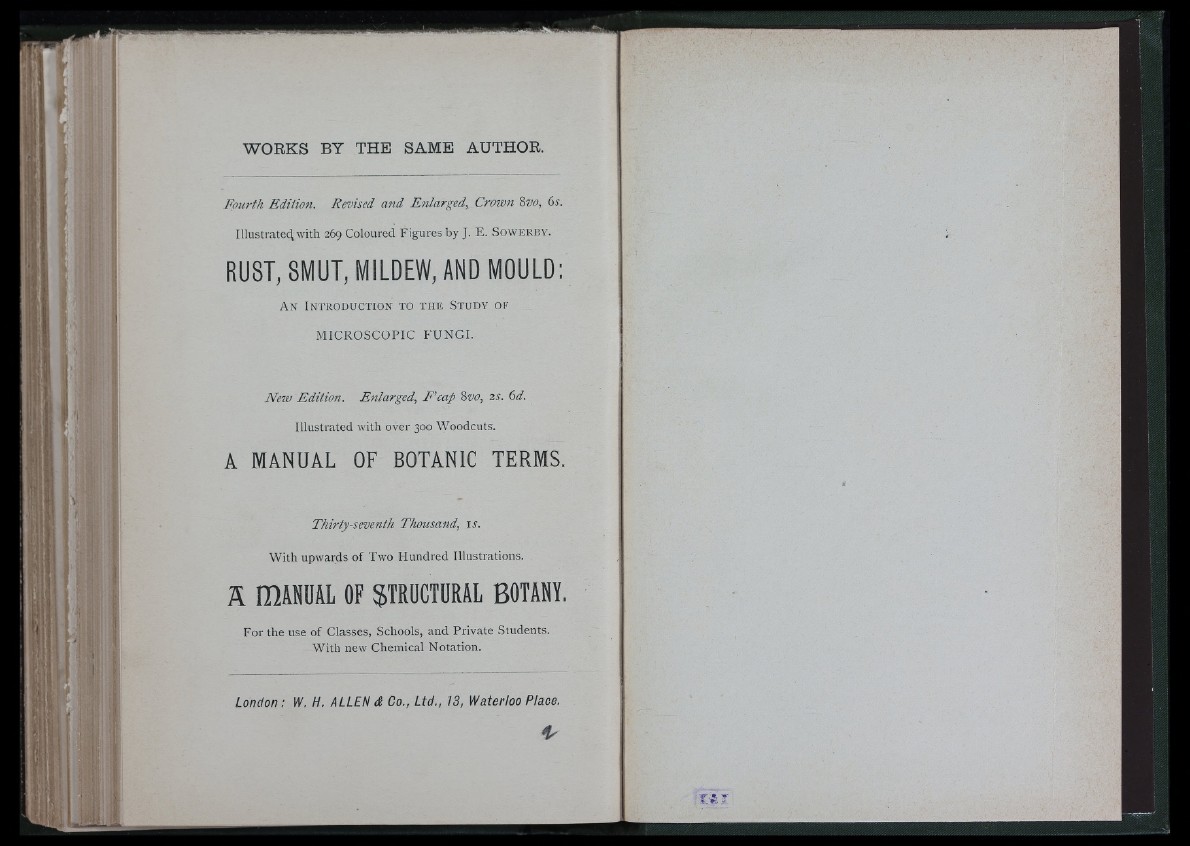 WORKS BY THE SAME AUTHOR.
Fourth Edition. Revised and Enlarged, Crown 8vo, 6s.
Illustrated with 269 Coloured Figures by J. E. SOWERBY.
RUST, SMUT, MILDEW, AND MOULD:
AN INTRODUCTION TO THE STUDY OF
MICROSCOPIC FUNGI.
New Edition. Enlarged, F'cap 8vo, 2s. 6d.
Illustrated with over 300 Woodcuts.
A MANUAL OF BOTANIC TERMS.
Thirty-seventh Thousand, 1s.
With upwards of Two Hundred Illustrations.
A MANUAL OF STRUCTURAL BOTANY.
For the use of Classes, Schools, and Private Students.
With new Chemical Notation.
London: W. H. ALLEN & Co., Ltd., 13, Waterloo Place.